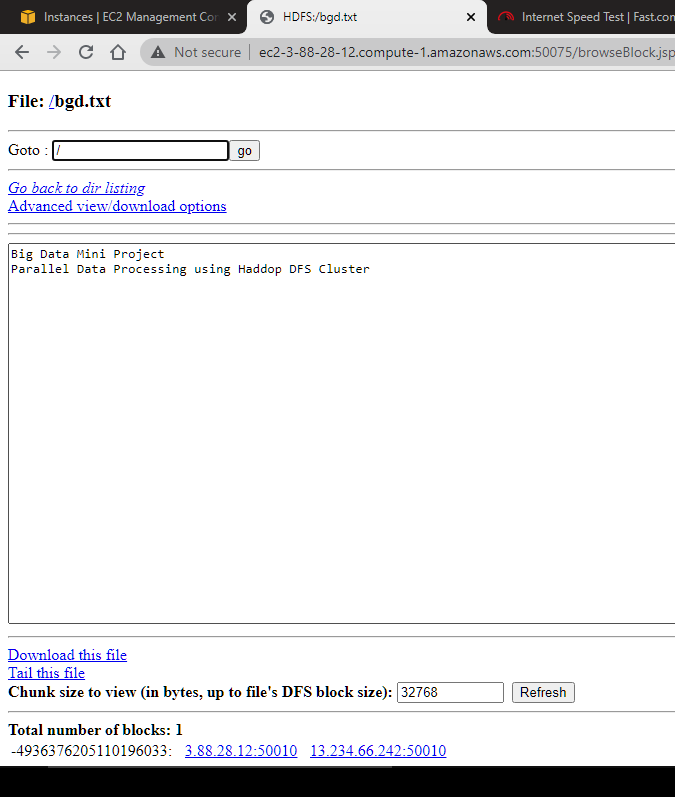 Instances | EC2 Management Cor
HDFS:/bgd.txt
Internet Speed Test | Fast.com
Not secure
ec2-3-88-28-12.compute-1.amazonaws.com:50075/browseBlock.jsp
File: /bgd.txt
Goto : / go
Go back to dir listing
Advanced view/download options
Big Data Mini Project
Parallel Data Processing using Haddop DFS Cluster
Download this file
Tail this file
Chunk size to view (in bytes, up to file's DFS block size): 32768 Refresh
Total number of blocks: 1
-4936376205110196033: 3.88.28.12:50010 13.234.66.242:50010